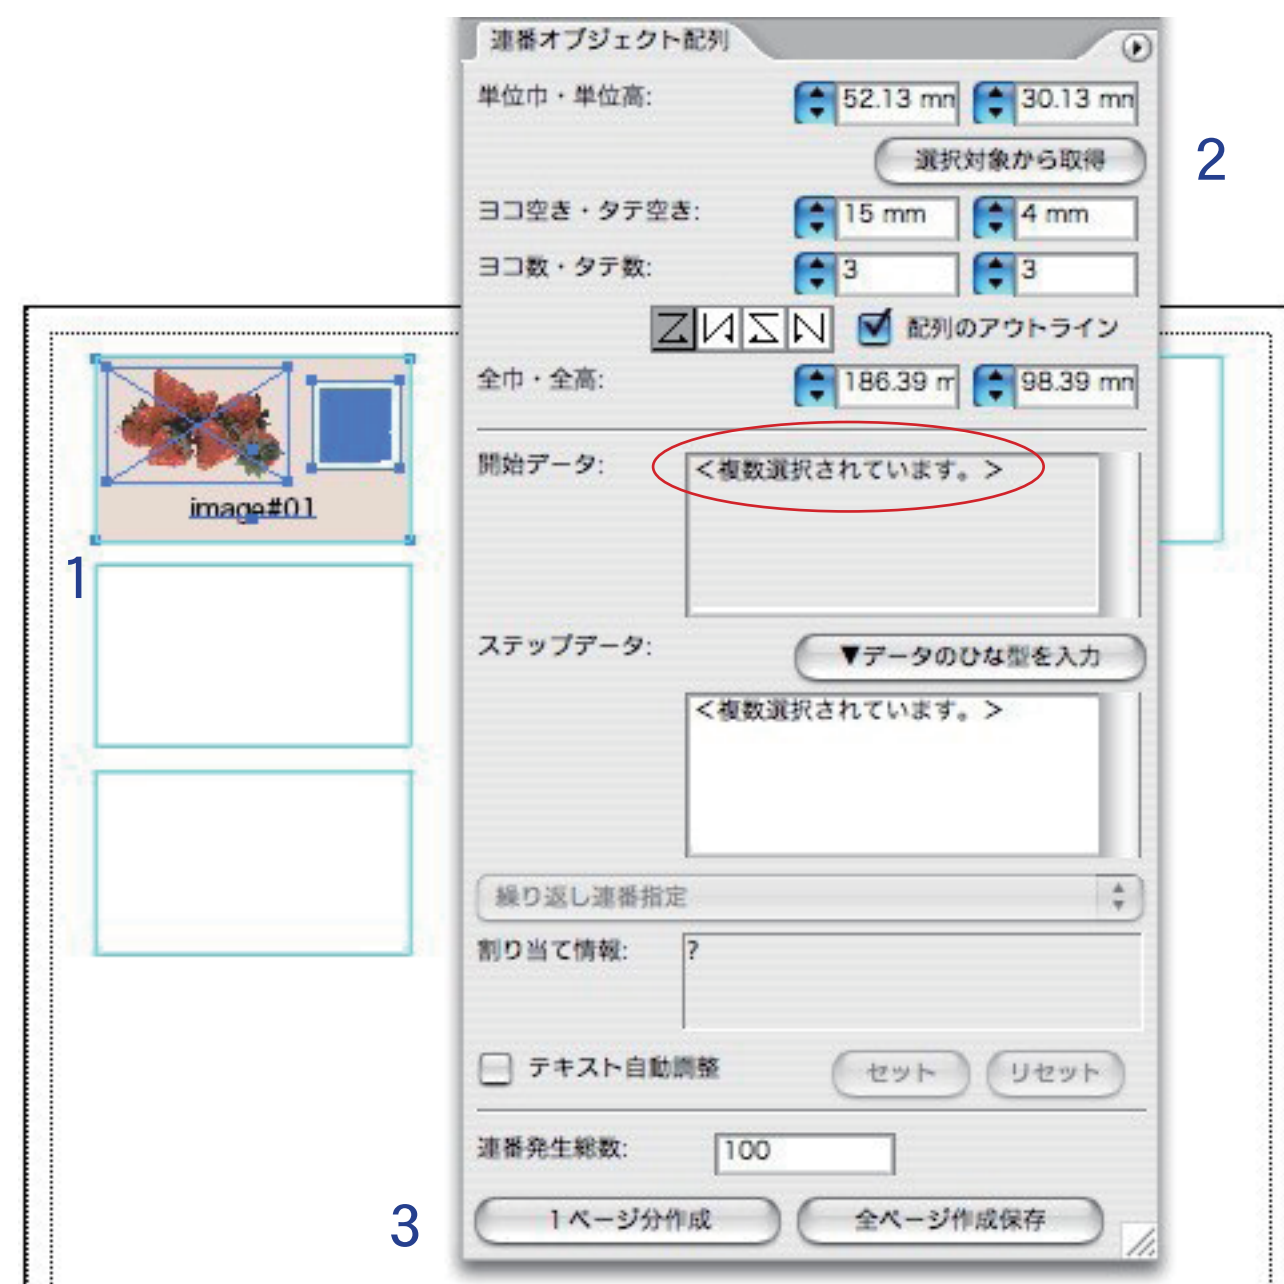 連番オブジェクト配列
単位巾・単位高: 52.13 mm 30.13 mm
選択対象から取得
2
ヨコ空き・タテ空き: 15 mm 4 mm
ヨコ数・タテ数: 3 3
配列のアウトライン
全巾・全高: 186.39 m 98.39 mm
開始データ: <複数選択されています。>
image#01
1
ステップデータ: ▼データのひな型を入力
<複数選択されています。>
繰り返し連番指定
割り当て情報: ?
テキスト自動調整 セット リセット
連番発生総数: 100
3
1 ページ分作成 全ページ作成保存